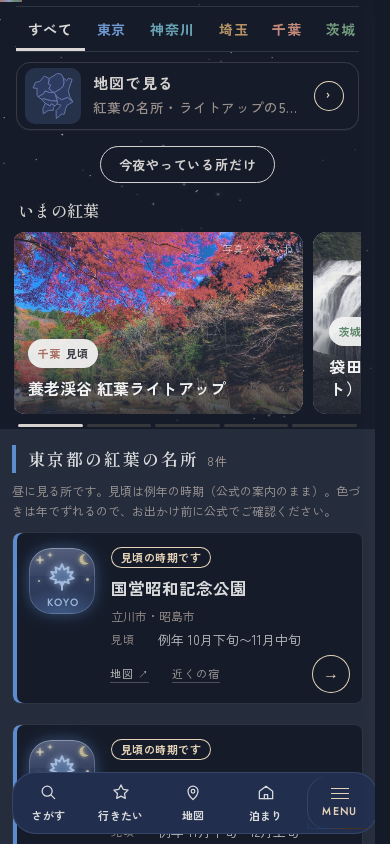 すべて 東京 神奈川 埼玉 千葉 茨城
地図で見る
紅葉の名所・ライトアップの5…
›
今夜やっている所だけ
いまの紅葉
千葉 見頃
茨城
養老渓谷 紅葉ライトアップ
袋田
ト）
東京都の紅葉の名所 8件
昼に見る所です。見頃は例年の時期（公式の案内のまま）。色づ
きは年でずれるので、お出かけ前に公式でご確認ください。
見頃の時期です
国営昭和記念公園
KOYO
立川市・昭島市
見頃 例年 10月下旬〜11月中旬
地図 ↗ 近くの宿 →
見頃の時期です
さがす 行きたい 地図 泊まり MENU